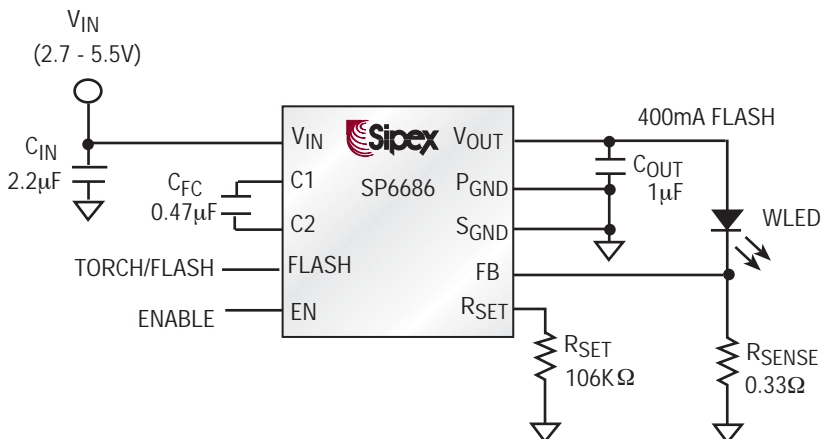 VIN
(2.7 - 5.5V)
CIN
2.2µF
CFC
0.47µF
TORCH/FLASH
ENABLE
VIN
C1
C2
FLASH
EN
Sipex
SP6686
VOUT
PGND
SGND
FB
RSET
400mA FLASH
COUT
1µF
WLED
RSET
106KΩ
RSENSE
0.33Ω